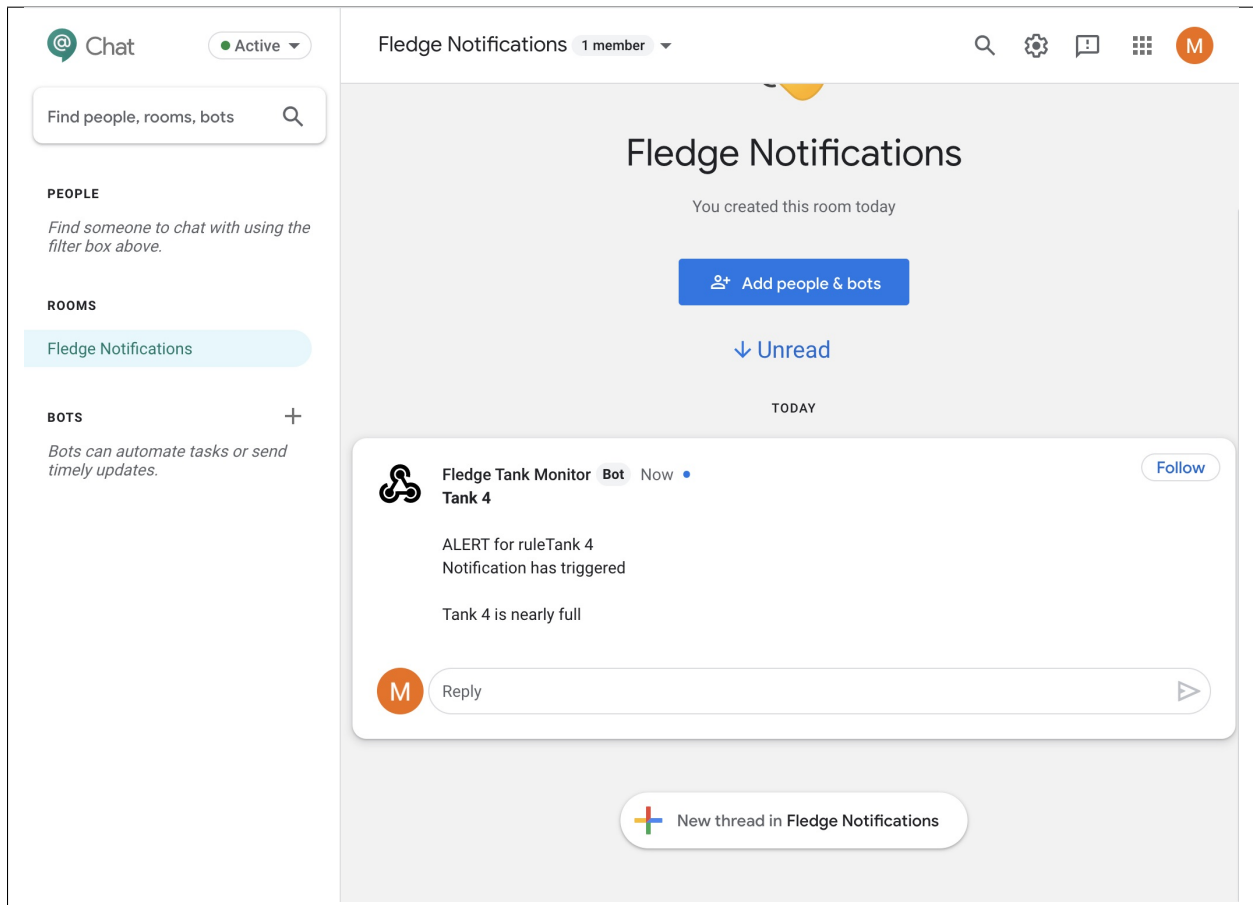 Chat
Active
Find people, rooms, bots
PEOPLE
Find someone to chat with using the
filter box above.
ROOMS
Fledge Notifications
BOTS
Bots can automate tasks or send
timely updates.
Fledge Notifications 1 member
M
Fledge Notifications
You created this room today
Add people & bots
Unread
TODAY
Fledge Tank Monitor Bot Now
Follow
Tank 4
ALERT for ruleTank 4
Notification has triggered
Tank 4 is nearly full
M
Reply
New thread in Fledge Notifications